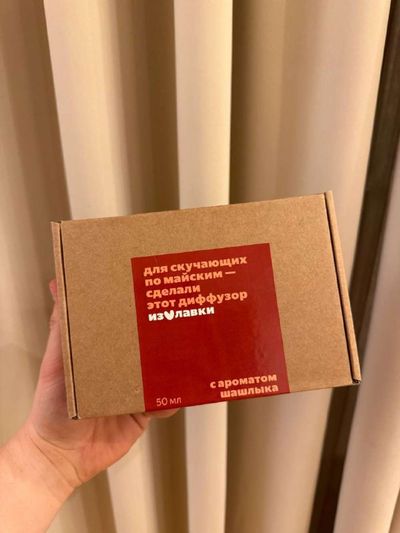 для скучающих
по майским —
сделали
этот диффузор
из лавки
с ароматом
шашлыка
50 мл